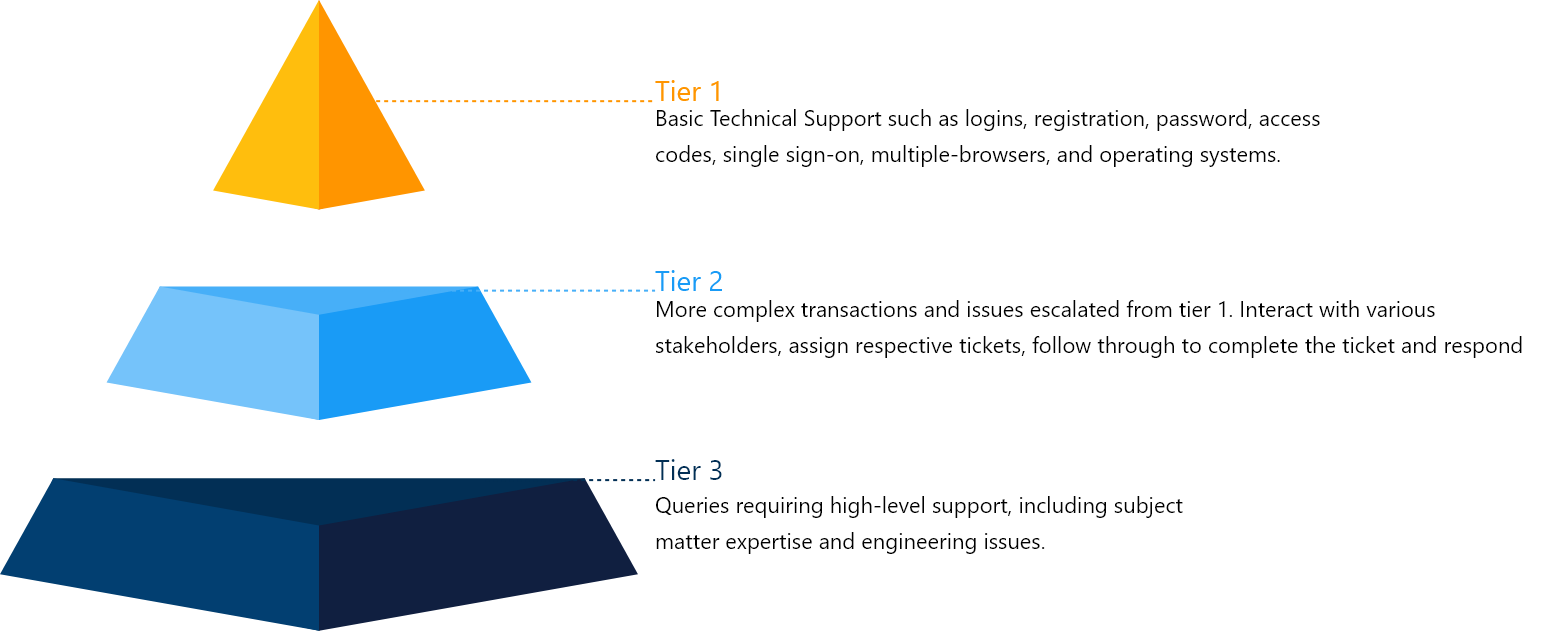 Tier 1
Basic Technical Support such as logins, registration, password, access
codes, single sign-on, multiple-browsers, and operating systems.
Tier 2
More complex transactions and issues escalated from tier 1. Interact with various
stakeholders, assign respective tickets, follow through to complete the ticket and respond
Tier 3
Queries requiring high-level support, including subject
matter expertise and engineering issues.